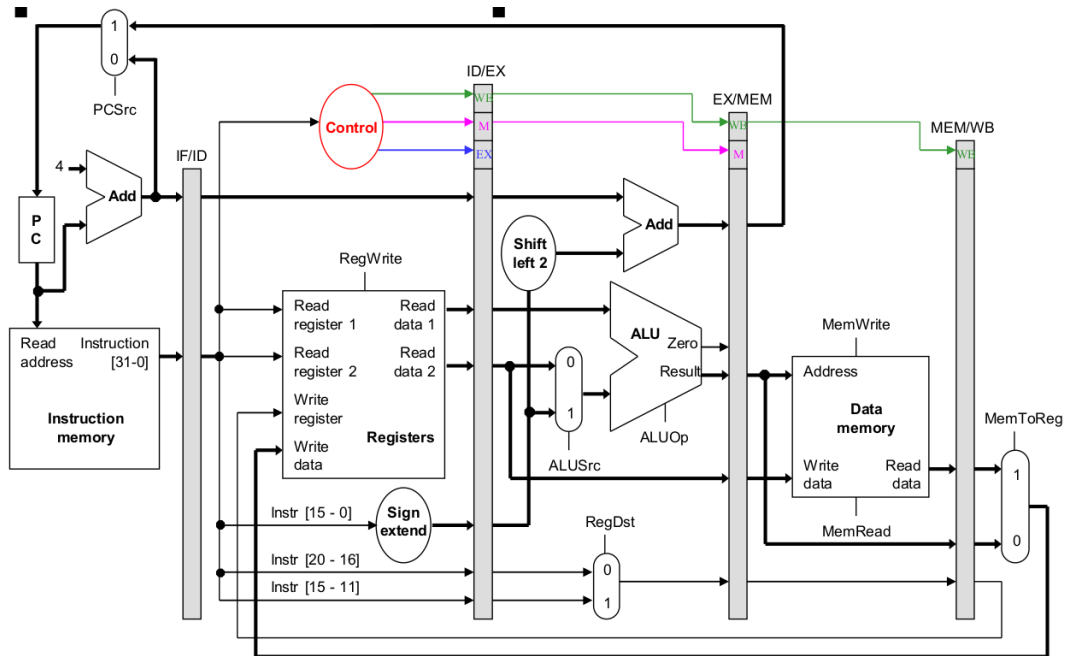 1
0
PCSrc
ID/EX
WB
M
EX
Control
EX/MEM
WB
M
MEM/WB
WB
IF/ID
4
Add
P
C
Add
Shift
left 2
RegWrite
Read
address
Instruction
[31-0]
Instruction
memory
Read
register 1
Read
data 1
Read
register 2
Read
data 2
Write
register
Write
data
Registers
0
1
ALUSrc
ALU
Zero
Result
ALUOp
MemWrite
Address
Data
memory
Write
data
Read
data
MemRead
MemToReg
1
0
Instr [15 - 0]
Sign
extend
RegDst
Instr [20 - 16]
0
Instr [15 - 11]
1